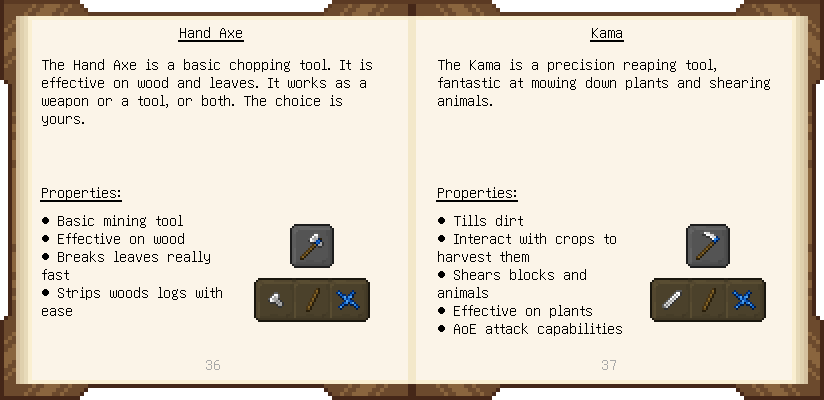 Hand Axe
The Hand Axe is a basic chopping tool. It is
effective on wood and leaves. It works as a
weapon or a tool, or both. The choice is
yours.
Properties:
● Basic mining tool
● Effective on wood
● Breaks leaves really
fast
● Strips woods logs with
ease
36
Kama
The Kama is a precision reaping tool,
fantastic at mowing down plants and shearing
animals.
Properties:
● Tills dirt
● Interact with crops to
harvest them
● Shears blocks and
animals
● Effective on plants
● AoE attack capabilities
37